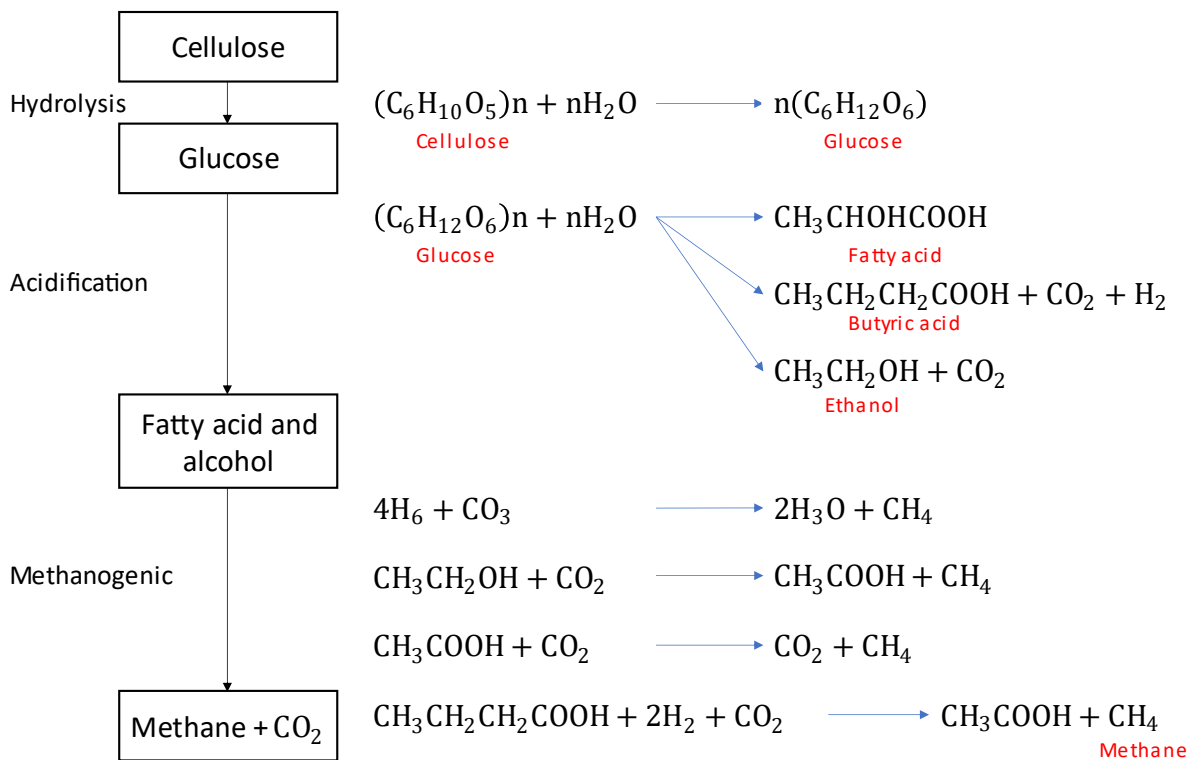 Cellulose
Hydrolysis
(C₆H₁₀O₅)n + nH₂O → n(C₆H₁₂O₆)
Cellulose Glucose
Glucose
(C₆H₁₂O₆)n + nH₂O → CH₃CHOHCOOH
Glucose Fatty acid
Acidification
CH₃CH₂CH₂COOH + CO₂ + H₂
Butyric acid
CH₃CH₂OH + CO₂
Ethanol
Fatty acid and
alcohol
4H₆ + CO₃ → 2H₃O + CH₄
Methanogenic
CH₃CH₂OH + CO₂ → CH₃COOH + CH₄
CH₃COOH + CO₂ → CO₂ + CH₄
Methane + CO₂
CH₃CH₂CH₂COOH + 2H₂ + CO₂ → CH₃COOH + CH₄
Methane